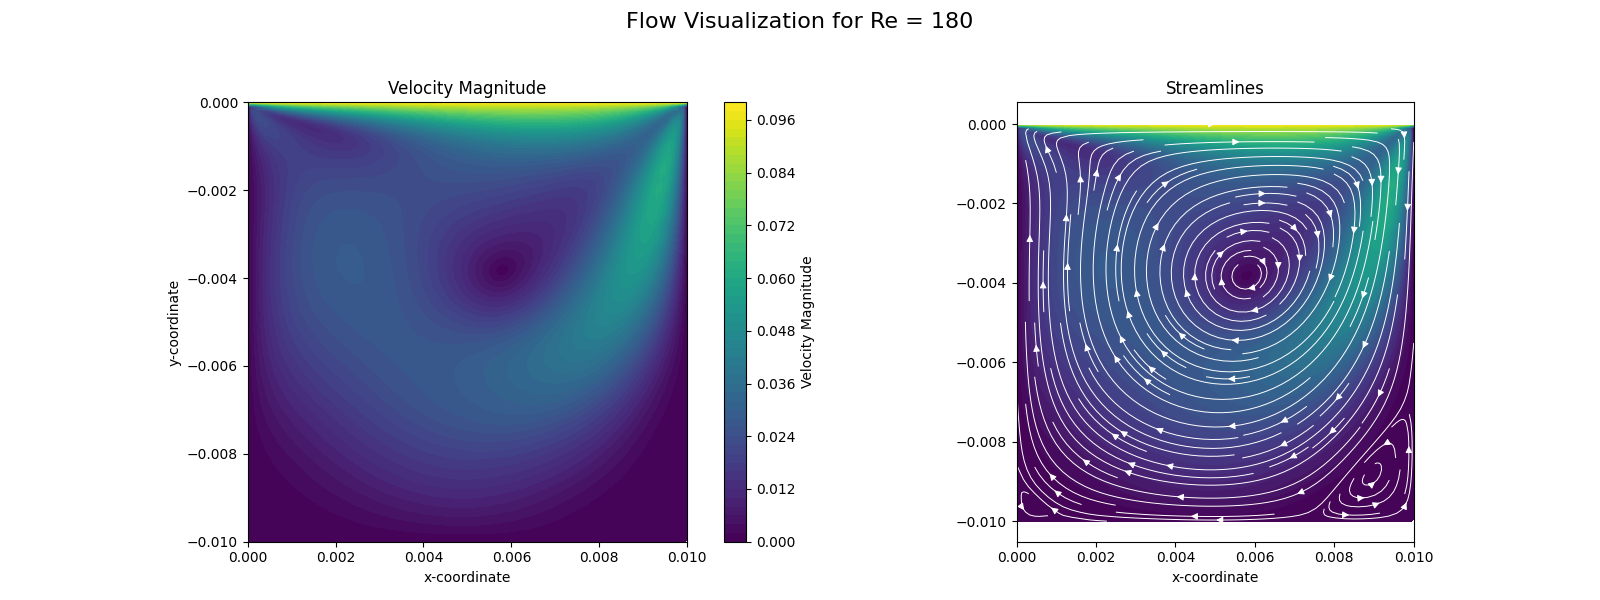 Flow Visualization for Re = 180
Velocity Magnitude
0.000
−0.002
−0.004
−0.006
−0.008
−0.010
y-coordinate
0.000 0.002 0.004 0.006 0.008 0.010
x-coordinate
0.096
0.084
0.072
0.060
0.048
0.036
0.024
0.012
0.000
Velocity Magnitude
Streamlines
0.000
−0.002
−0.004
−0.006
−0.008
−0.010
0.000 0.002 0.004 0.006 0.008 0.010
x-coordinate